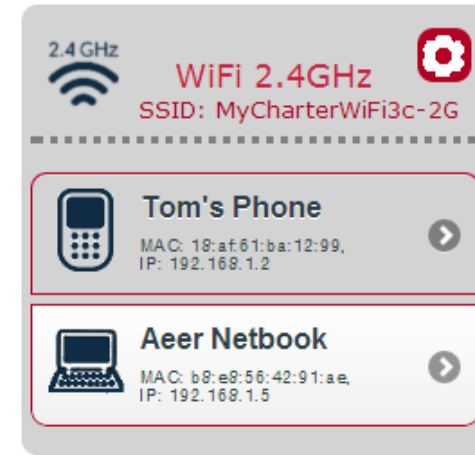 2.4 GHz
WiFi 2.4GHz
SSID: MyCharterWiFi3c-2G
Tom's Phone
MAC: 18:af:61:ba:12:99,
IP: 192.168.1.2
Aeer Netbook
MAC: b8:e8:56:42:91:ae,
IP: 192.168.1.5